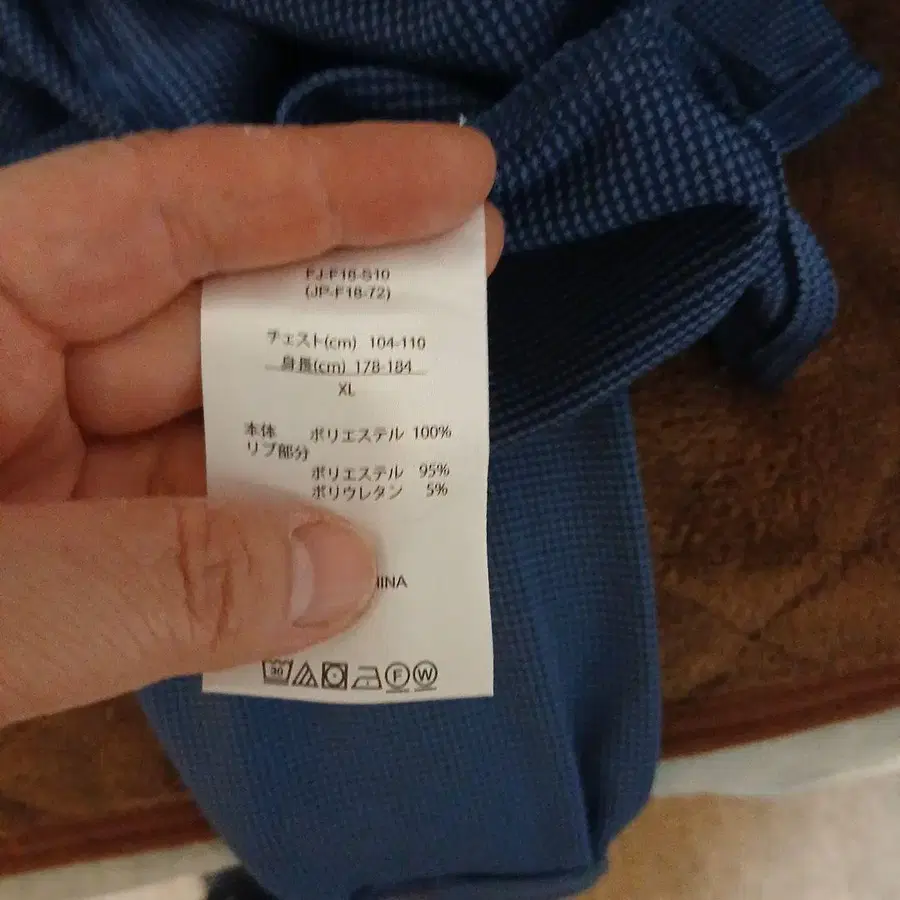 FJ-F18-S10
(JP-F18-72)
チェスト(cm) 104-110
身長(cm) 178-184
XL
本体 ポリエステル 100%
リブ部分
ポリエステル 95%
ポリウレタン 5%
INA
30
F W